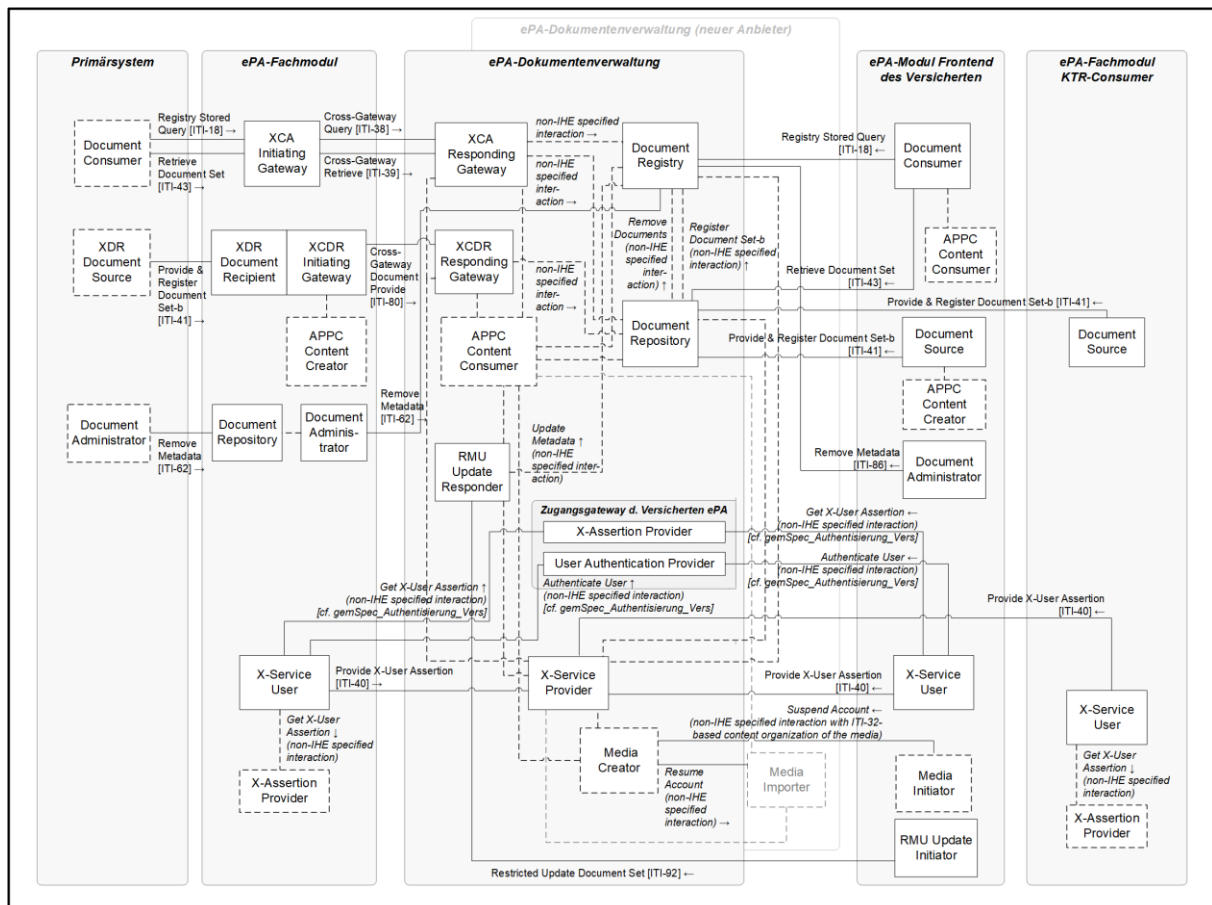 ePA-Dokumentenverwaltung (neuer Anbieter)
Primärsystem
ePA-Fachmodul
ePA-Dokumentenverwaltung
ePA-Modul Frontend
des Versicherten
ePA-Fachmodul
KTR-Consumer
Document
Consumer
Registry Stored
Query [ITI-18] →
Retrieve
Document Set
[ITI-43] →
XCA
Initiating
Gateway
Cross-Gateway
Query [ITI-38] →
Cross-Gateway
Retrieve [ITI-39] →
XCA
Responding
Gateway
non-IHE specified
interaction →
non-IHE
specified
inter-
action →
Document
Registry
Registry Stored Query
[ITI-18] ←
Document
Consumer
APPC
Content
Consumer
XDR
Document
Source
Provide &
Register
Document
Set-b
[ITI-41] →
XDR
Document
Recipient
XCDR
Initiating
Gateway
Cross-
Gateway
Document
Provide
[ITI-80] →
XCDR
Responding
Gateway
non-IHE
specified
inter-
action →
Remove
Documents
(non-IHE
specified
inter-
action) ↑
Register
Document Set-b
(non-IHE specified
interaction) ↑
Retrieve Document Set
[ITI-43] ←
Provide & Register Document Set-b [ITI-41] ←
APPC
Content
Creator
APPC
Content
Consumer
Document
Repository
Provide & Register Document Set-b
[ITI-41] ←
Document
Source
Document
Source
APPC
Content
Creator
Document
Administrator
Remove
Metadata
[ITI-62] →
Document
Repository
Document
Adminis-
trator
Remove
Metadata
[ITI-62] →
Update
Metadata ↑
(non-IHE
specified inter-
action)
RMU
Update
Responder
Remove Metadata
[ITI-86] ←
Document
Administrator
Zugangsgateway d. Versicherten ePA
X-Assertion Provider
User Authentication Provider
Get X-User Assertion ←
(non-IHE specified interaction)
[cf. gemSpec_Authentisierung_Vers]
Authenticate User ←
(non-IHE specified interaction)
[cf. gemSpec_Authentisierung_Vers]
Get X-User Assertion ↑
(non-IHE specified interaction)
[cf. gemSpec_Authentisierung_Vers]
Authenticate User ↑
(non-IHE specified interaction)
[cf. gemSpec_Authentisierung_Vers]
Provide X-User Assertion
[ITI-40] ←
X-Service
User
Provide X-User Assertion
[ITI-40] →
X-Service
Provider
Provide X-User Assertion
[ITI-40] ←
X-Service
User
X-Service
User
Get X-User
Assertion ↓
(non-IHE specified
interaction)
X-Assertion
Provider
Suspend Account ←
(non-IHE specified interaction with ITI-32-
based content organization of the media)
Media
Creator
Resume
Account
(non-IHE
specified
interaction) →
Media
Importer
Media
Initiator
Get X-User
Assertion ↓
(non-IHE specified
interaction)
X-Assertion
Provider
RMU Update
Initiator
Restricted Update Document Set [ITI-92] ←